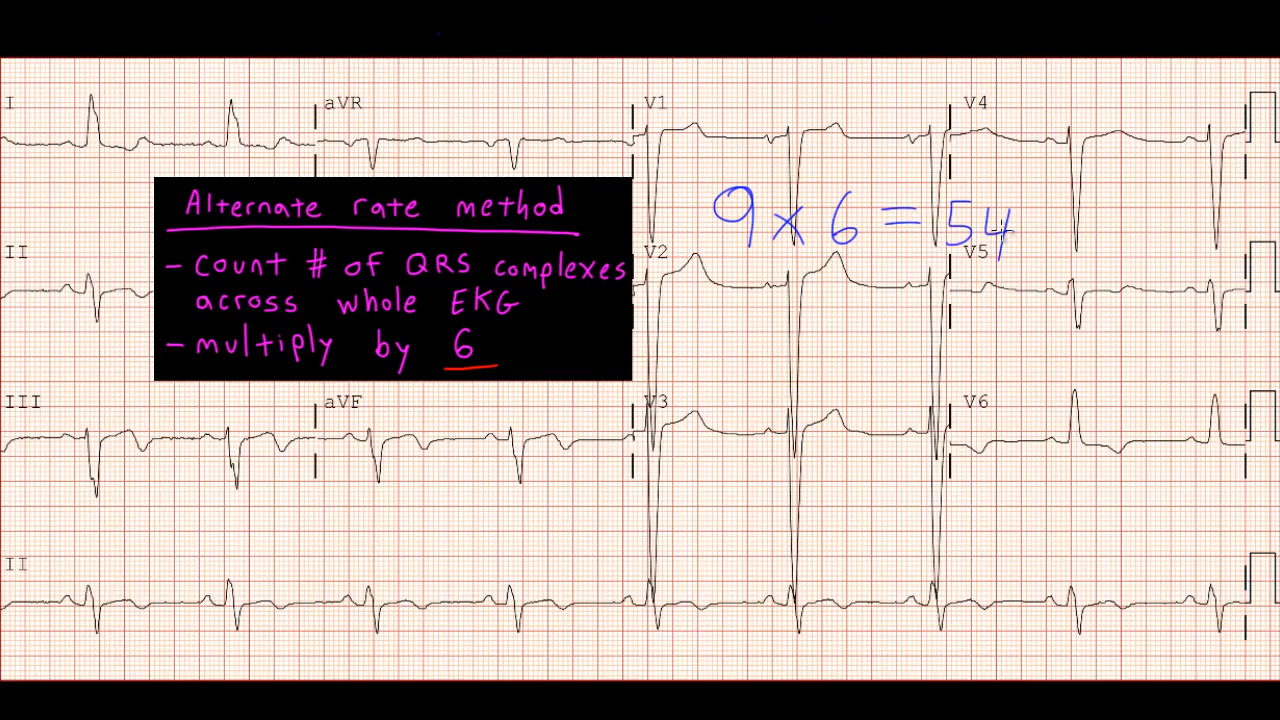 I aVR V1 V4
Alternate rate method
- count # of QRS complexes
across whole EKG
- multiply by 6
9 × 6 = 54
II V2 V5
III aVF V3 V6
II